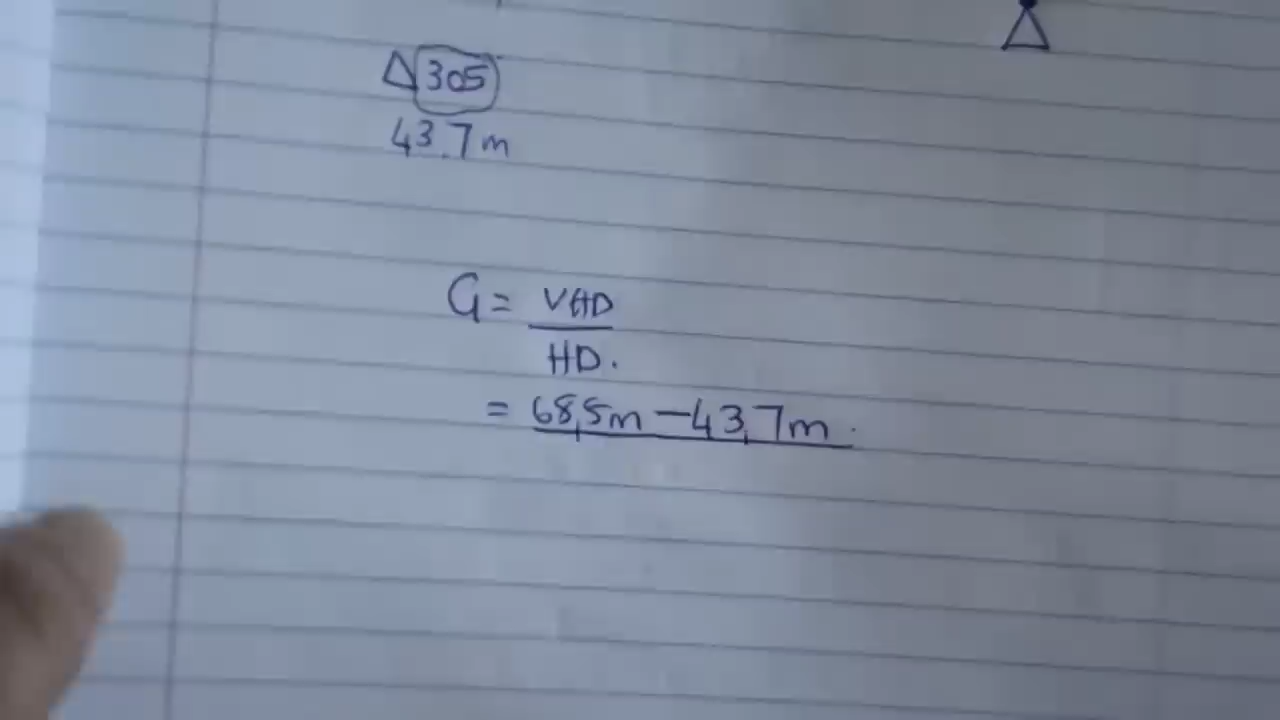 Δ 305
43.7m
G = VHD
HD.
= 68,5m - 43,7m.